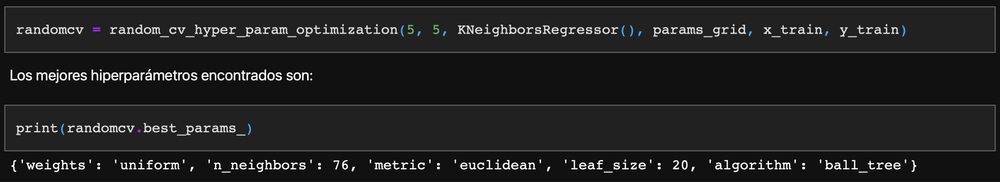 randomcv = random_cv_hyper_param_optimization(5, 5, KNeighborsRegressor(), params_grid, x_train, y_train)
Los mejores hiperparámetros encontrados son:
print(randomcv.best_params_)
{'weights': 'uniform', 'n_neighbors': 76, 'metric': 'euclidean', 'leaf_size': 20, 'algorithm': 'ball_tree'}